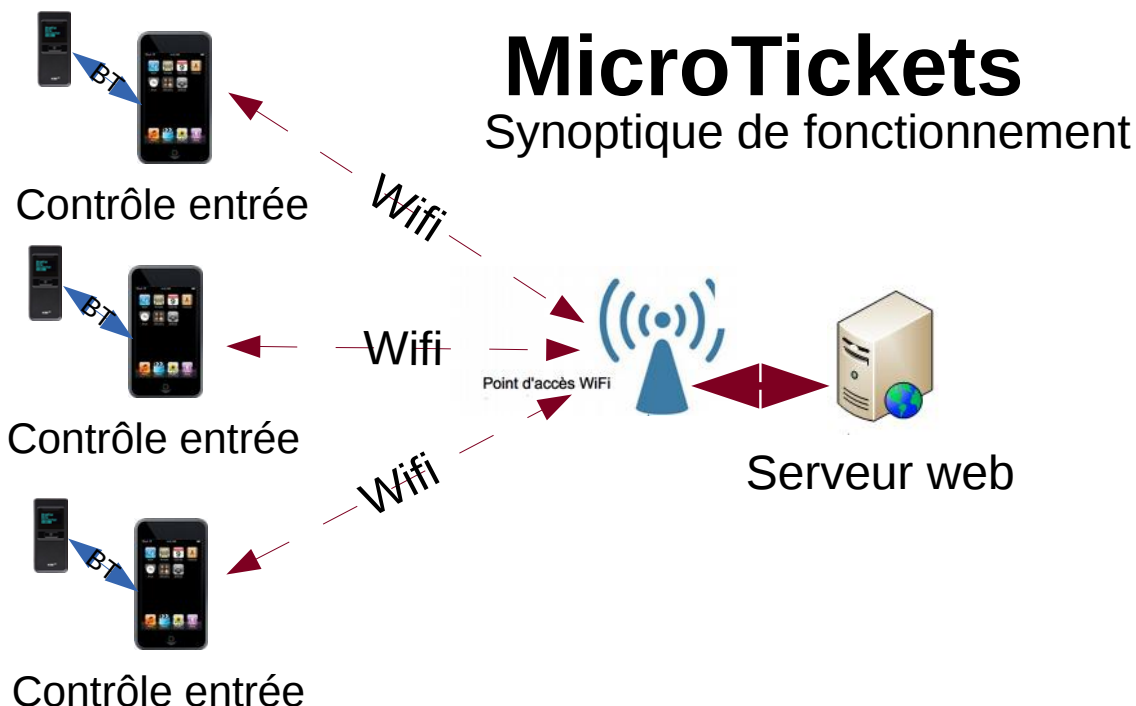 MicroTickets
Synoptique de fonctionnement
BT
Contrôle entrée
Wifi
BT
Wifi
Point d'accès WiFi
Contrôle entrée
Serveur web
Wifi
BT
Contrôle entrée